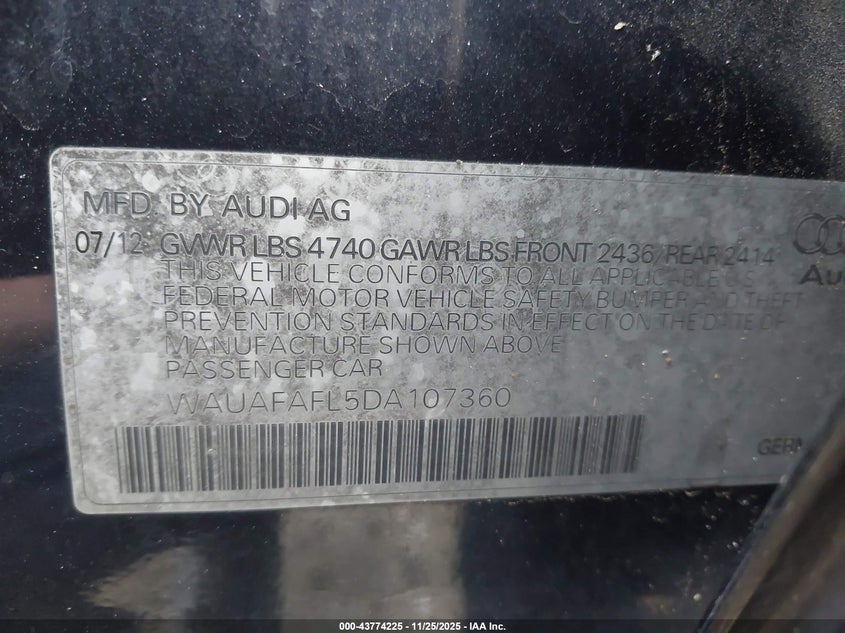 MFD. BY AUDI AG
07/12 GVWR LBS 4740 GAWR LBS FRONT 2436/REAR 2414
THIS VEHICLE CONFORMS TO ALL APPLICABLE U.S.
FEDERAL MOTOR VEHICLE SAFETY BUMPER AND THEFT
PREVENTION STANDARDS IN EFFECT ON THE DATE OF
MANUFACTURE SHOWN ABOVE
PASSENGER CAR
WAUAFAFL5DA107360
Au
GERM
000-43774225 - 11/25/2025 - IAA Inc.